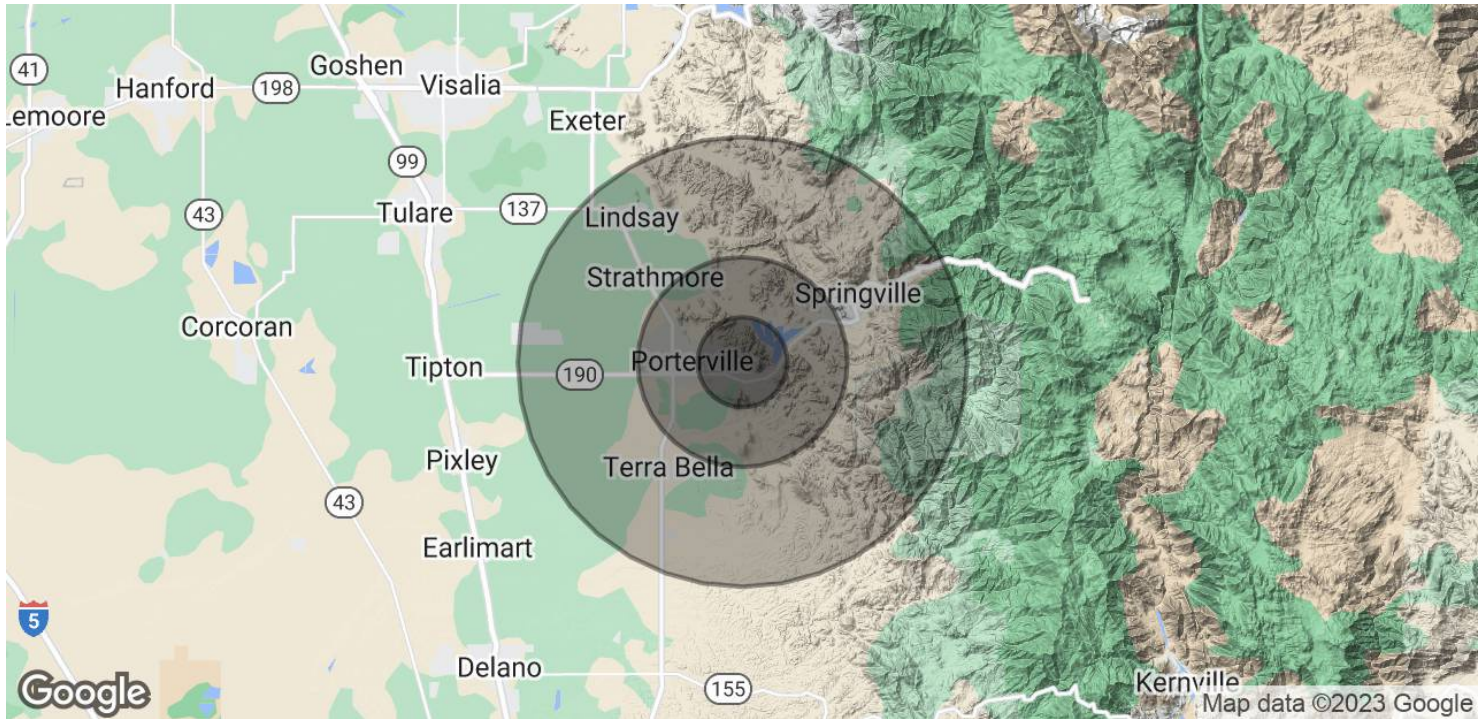 41
Goshen
Hanford
198
Visalia
Lemoore
Exeter
99
43
Tulare
137
Lindsay
Strathmore
Springville
Corcoran
Tipton
190
Porterville
Pixley
Terra Bella
43
Earlimart
5
Delano
155
Kernville
Google
Map data ©2023 Google